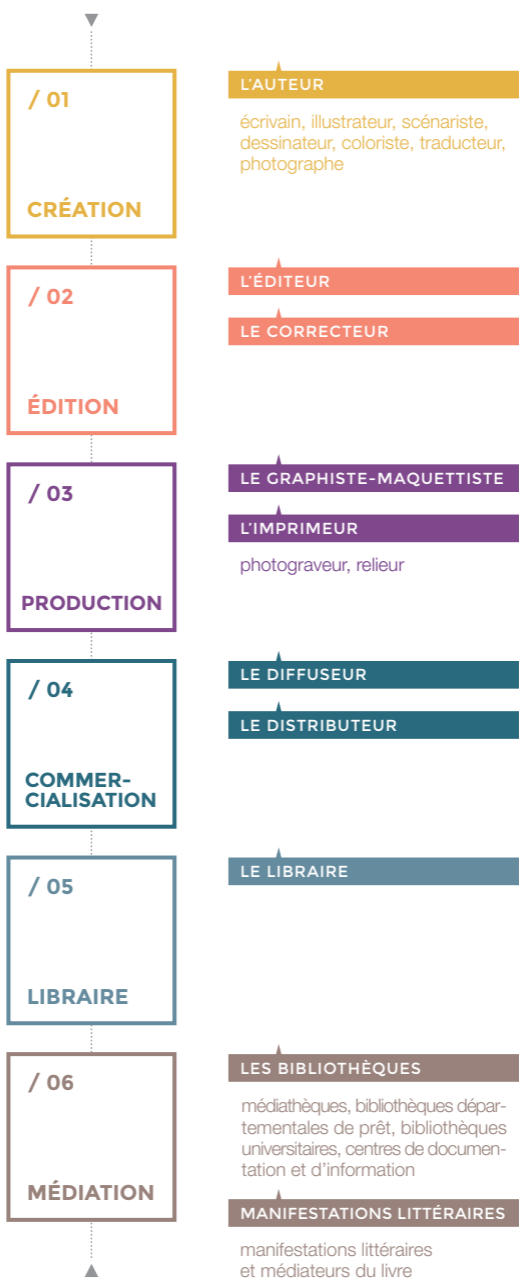 / 01
CRÉATION
L'AUTEUR
écrivain, illustrateur, scénariste,
dessinateur, coloriste, traducteur,
photographe
/ 02
ÉDITION
L'ÉDITEUR
LE CORRECTEUR
/ 03
PRODUCTION
LE GRAPHISTE-MAQUETTISTE
L'IMPRIMEUR
photograveur, relieur
/ 04
COMMER-
CIALISATION
LE DIFFUSEUR
LE DISTRIBUTEUR
/ 05
LIBRAIRE
LE LIBRAIRE
/ 06
MÉDIATION
LES BIBLIOTHÈQUES
médiathèques, bibliothèques dépar-
tementales de prêt, bibliothèques
universitaires, centres de documen-
tation et d'information
MANIFESTATIONS LITTÉRAIRES
manifestations littéraires
et médiateurs du livre